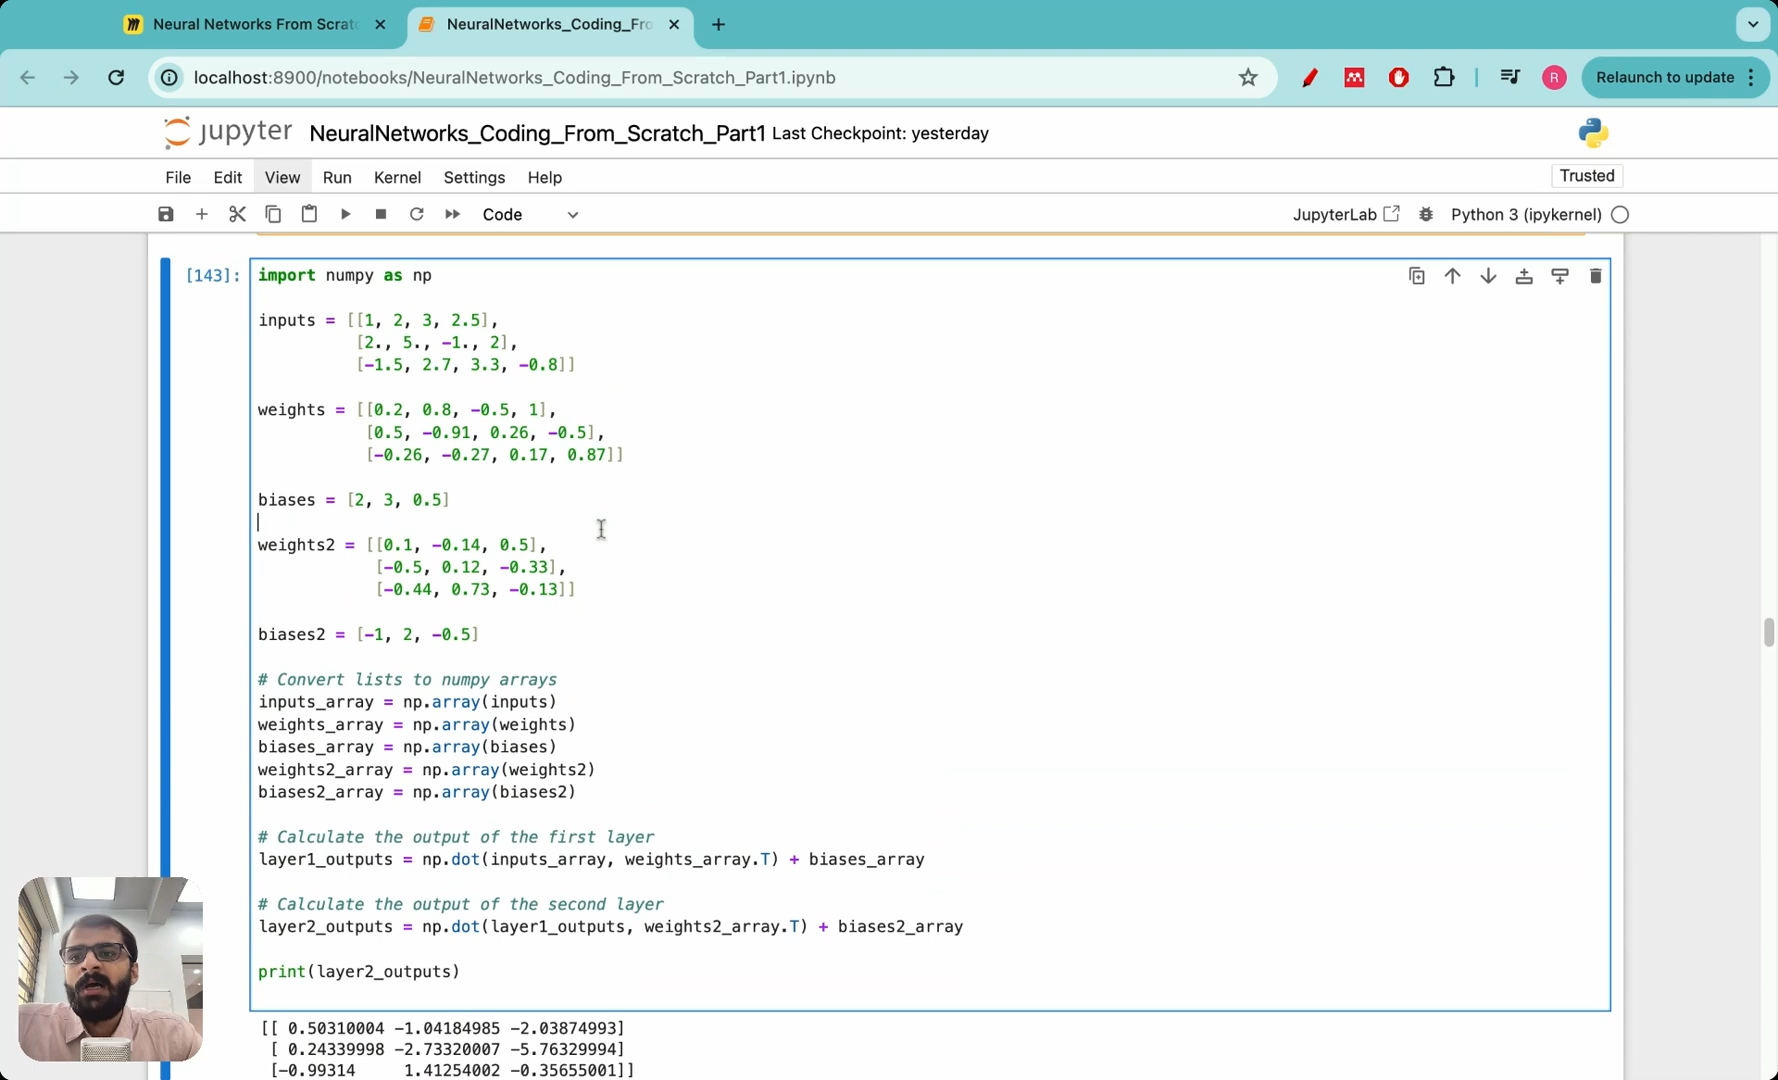 Neural Networks From Scrat
NeuralNetworks_Coding_Fro
localhost:8900/notebooks/NeuralNetworks_Coding_From_Scratch_Part1.ipynb
R
Relaunch to update
jupyter NeuralNetworks_Coding_From_Scratch_Part1 Last Checkpoint: yesterday
File Edit View Run Kernel Settings Help
Trusted
Code
JupyterLab
Python 3 (ipykernel)
[143]:
import numpy as np
inputs = [[1, 2, 3, 2.5],
[2., 5., -1., 2],
[-1.5, 2.7, 3.3, -0.8]]
weights = [[0.2, 0.8, -0.5, 1],
[0.5, -0.91, 0.26, -0.5],
[-0.26, -0.27, 0.17, 0.87]]
biases = [2, 3, 0.5]
weights2 = [[0.1, -0.14, 0.5],
[-0.5, 0.12, -0.33],
[-0.44, 0.73, -0.13]]
biases2 = [-1, 2, -0.5]
# Convert lists to numpy arrays
inputs_array = np.array(inputs)
weights_array = np.array(weights)
biases_array = np.array(biases)
weights2_array = np.array(weights2)
biases2_array = np.array(biases2)
# Calculate the output of the first layer
layer1_outputs = np.dot(inputs_array, weights_array.T) + biases_array
# Calculate the output of the second layer
layer2_outputs = np.dot(layer1_outputs, weights2_array.T) + biases2_array
print(layer2_outputs)
[[ 0.50310004 -1.04184985 -2.03874993]
[ 0.24339998 -2.73320007 -5.76329994]
[-0.99314 1.41254002 -0.35655001]]